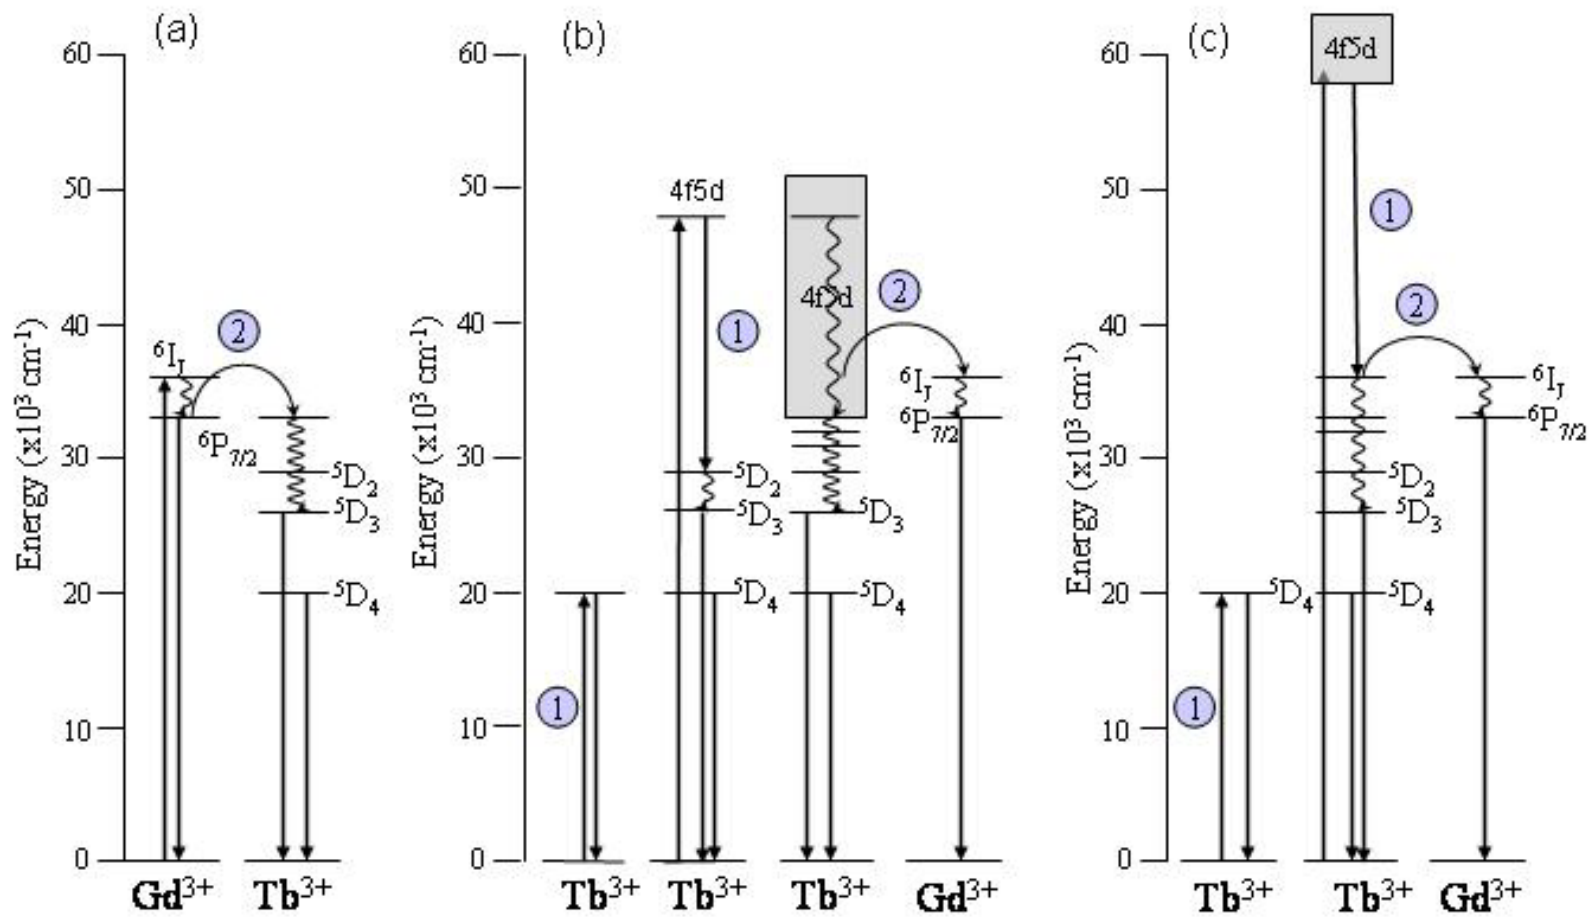 (a)
60
50
40
30
20
10
0
Energy (x10³ cm⁻¹)
⁶I_J
2
⁶P_7/2
⁵D₂
⁵D₃
⁵D₄
Gd³⁺ Tb³⁺
(b)
60
50
40
30
20
10
0
Energy (x10³ cm⁻¹)
4f5d
1
4f5d
2
⁶I_J
⁶P_7/2
⁵D₂
⁵D₃
⁵D₃
⁵D₄
⁵D₄
1
Tb³⁺ Tb³⁺ Tb³⁺ Gd³⁺
(c)
60
50
40
30
20
10
0
Energy (x10³ cm⁻¹)
4f5d
1
2
⁶I_J
⁶P_7/2
⁵D₂
⁵D₃
⁵D₄
⁵D₄
1
Tb³⁺ Tb³⁺ Gd³⁺